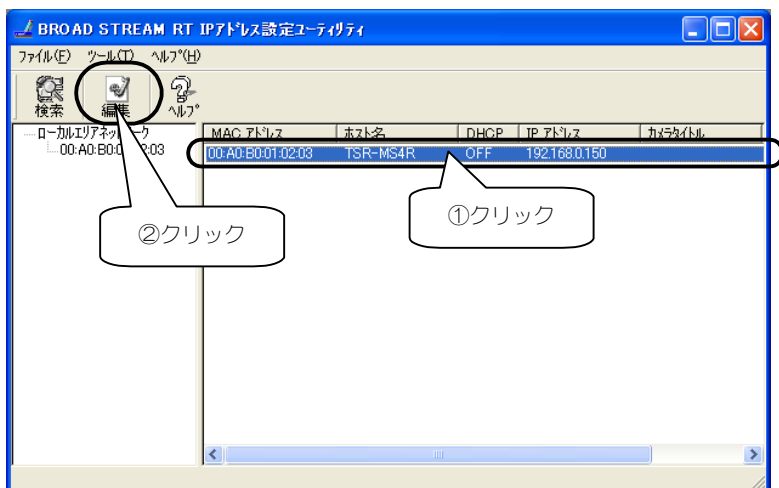 BROAD STREAM RT IPアドレス設定ユーティリティ
ファイル(F) ツール(T) ヘルプ(H)
検索 編集 ヘルプ
ローカルエリアネットワーク
MAC アドレス ホスト名 DHCP IP アドレス カメラタイトル
00:A0:B0:01:02:03 TSR-MS4R OFF 192.168.0.150
①クリック
②クリック